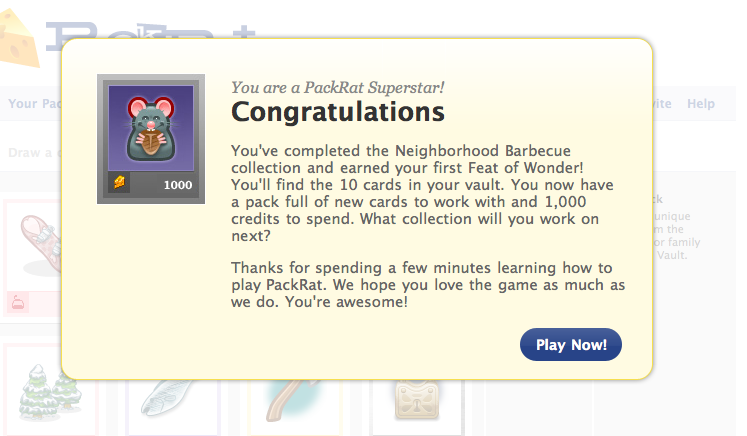 Your Pac
ite Help
Draw a
You are a PackRat Superstar!
Congratulations
1000
You've completed the Neighborhood Barbecue
collection and earned your first Feat of Wonder!
You'll find the 10 cards in your vault. You now have
a pack full of new cards to work with and 1,000
credits to spend. What collection will you work on
next?
Thanks for spending a few minutes learning how to
play PackRat. We hope you love the game as much as
we do. You're awesome!
Play Now!
ck
unique
m the
or family
Vault.